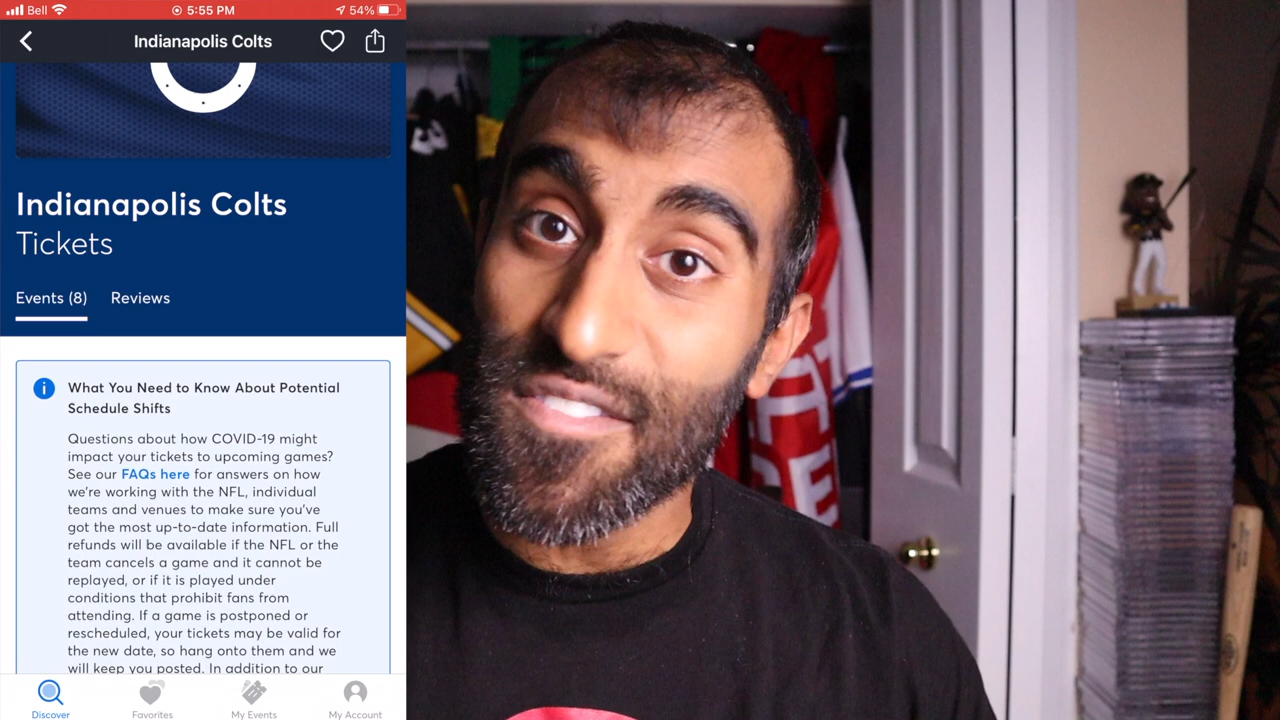 Bell
5:55 PM
54%
Indianapolis Colts
Indianapolis Colts
Tickets
Events (8)
Reviews
What You Need to Know About Potential
Schedule Shifts
Questions about how COVID-19 might
impact your tickets to upcoming games?
See our FAQs here for answers on how
we're working with the NFL, individual
teams and venues to make sure you've
got the most up-to-date information. Full
refunds will be available if the NFL or the
team cancels a game and it cannot be
replayed, or if it is played under
conditions that prohibit fans from
attending. If a game is postponed or
rescheduled, your tickets may be valid for
the new date, so hang onto them and we
will keep you posted. In addition to our
Discover
Favorites
My Events
My Account